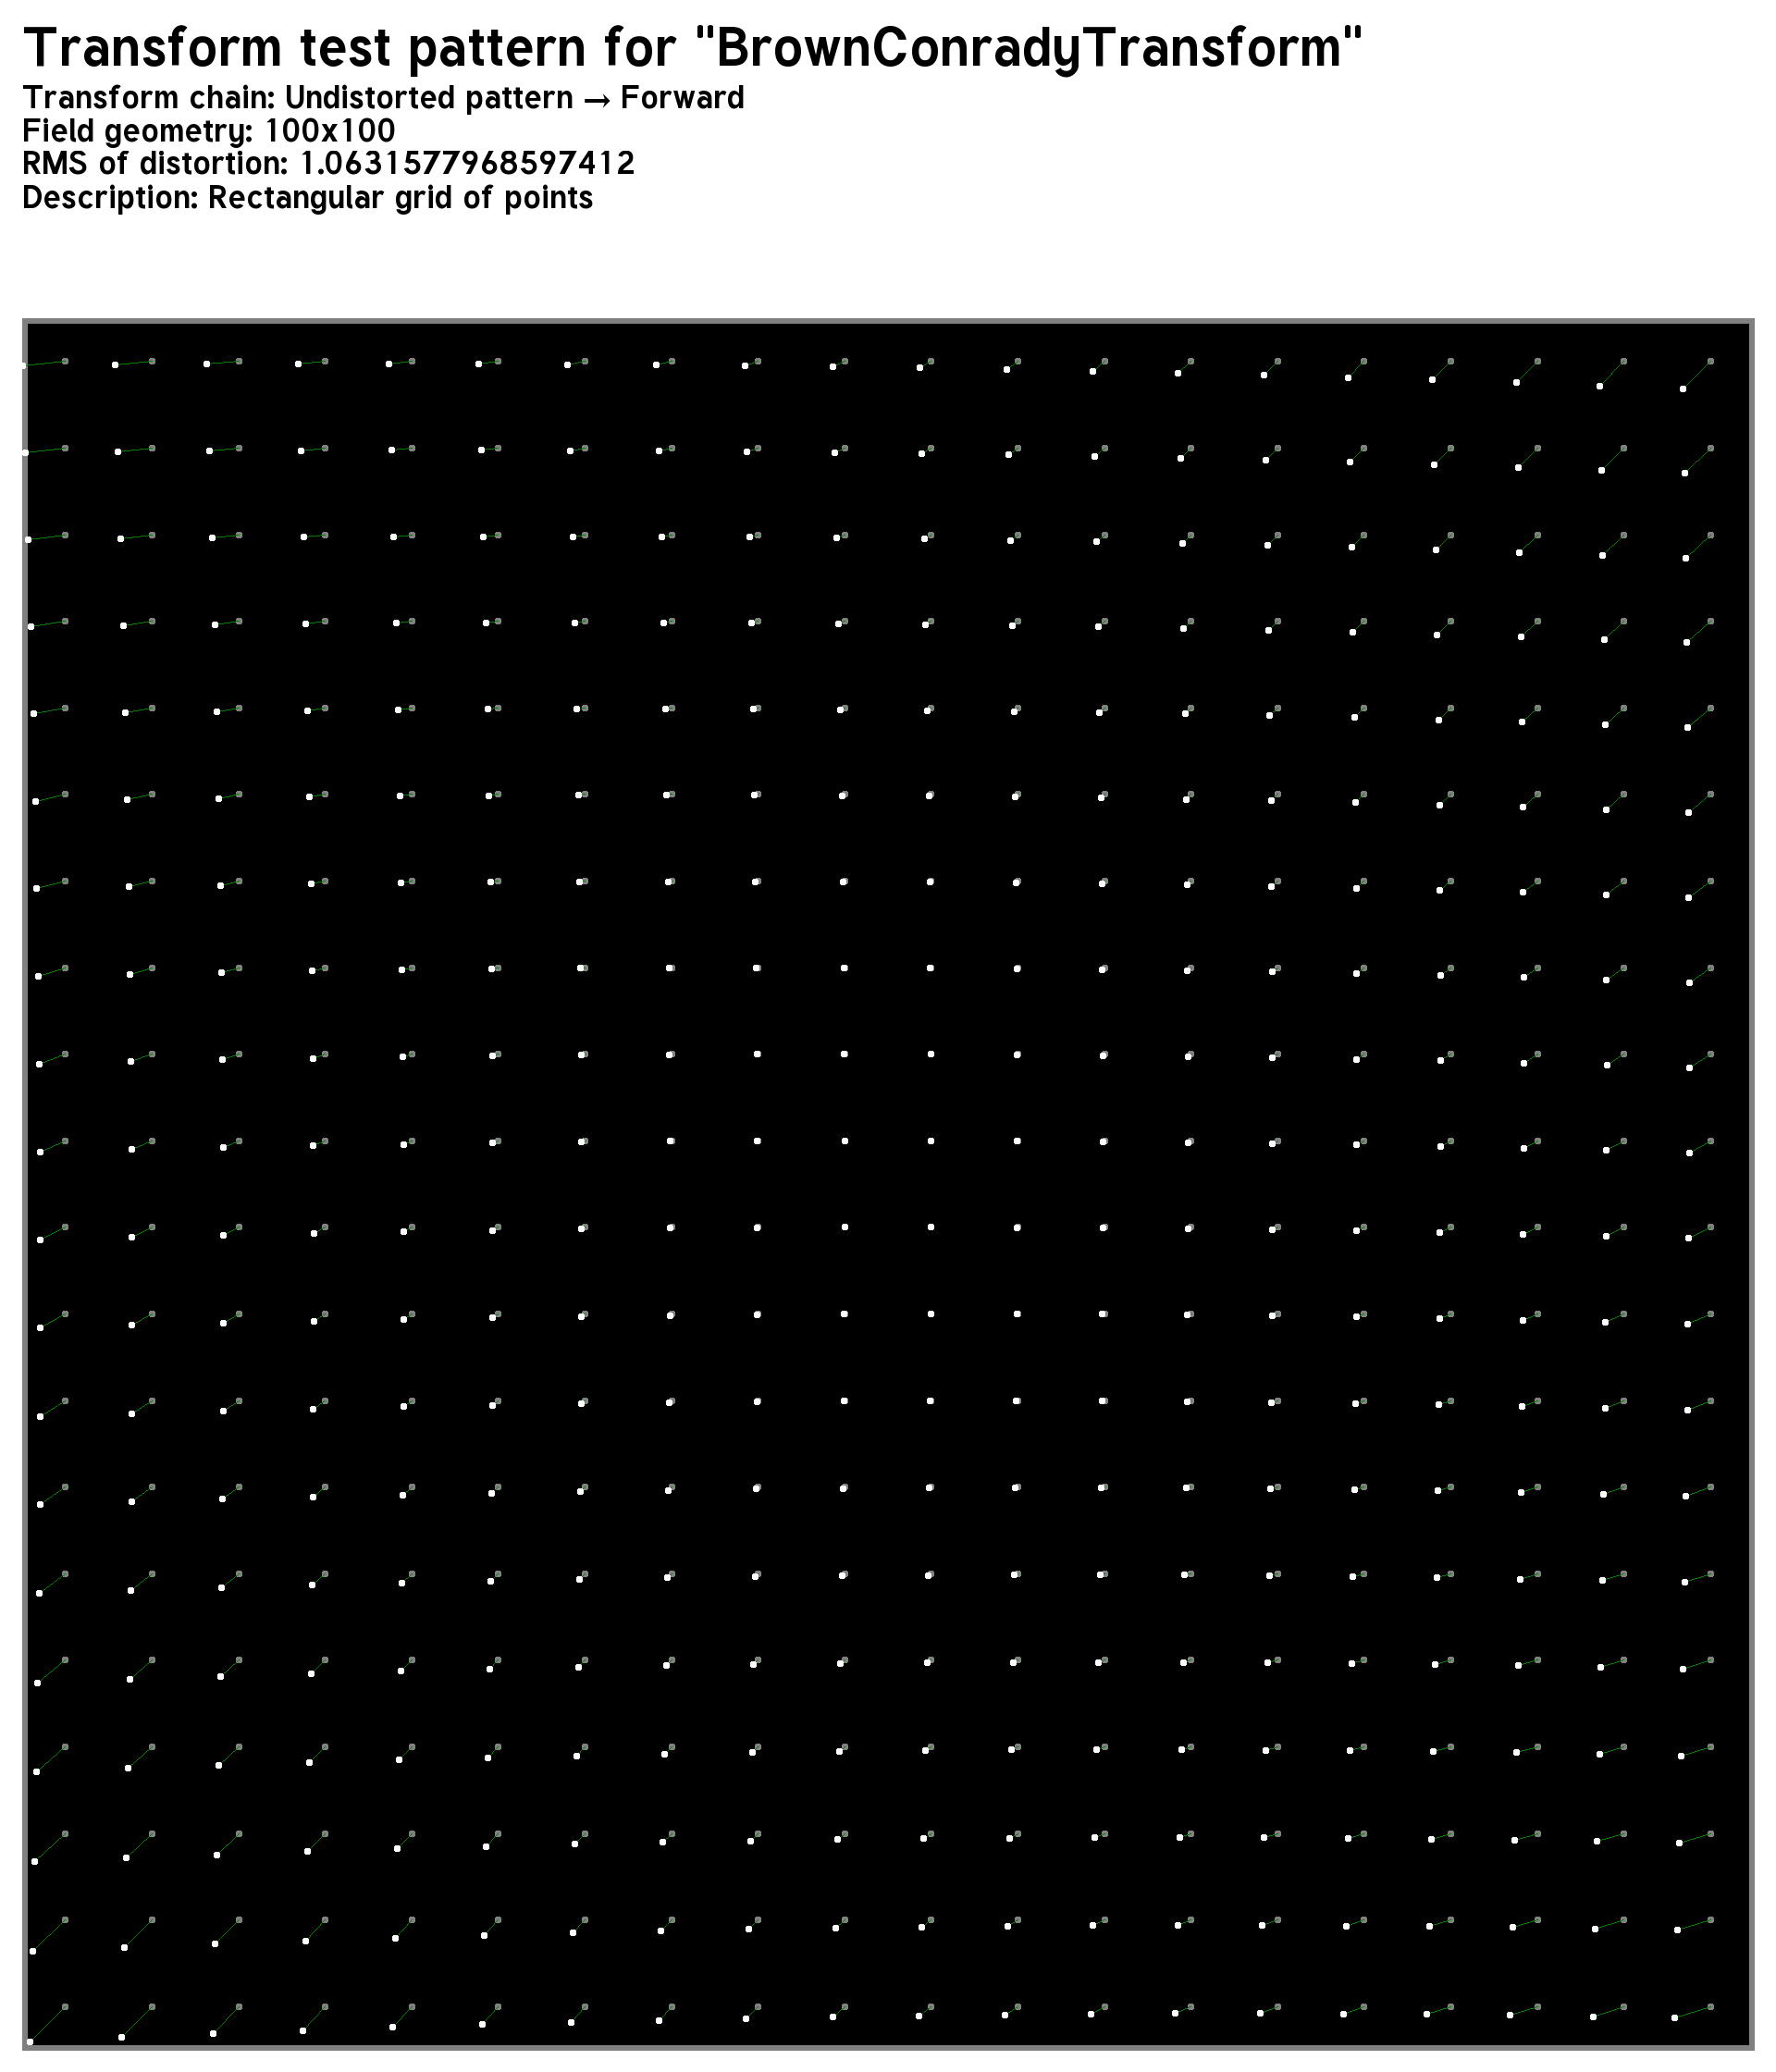 Transform test pattern for "BrownConradyTransform"
Transform chain: Undistorted pattern → Forward
Field geometry: 100x100
RMS of distortion: 1.0631577968597412
Description: Rectangular grid of points